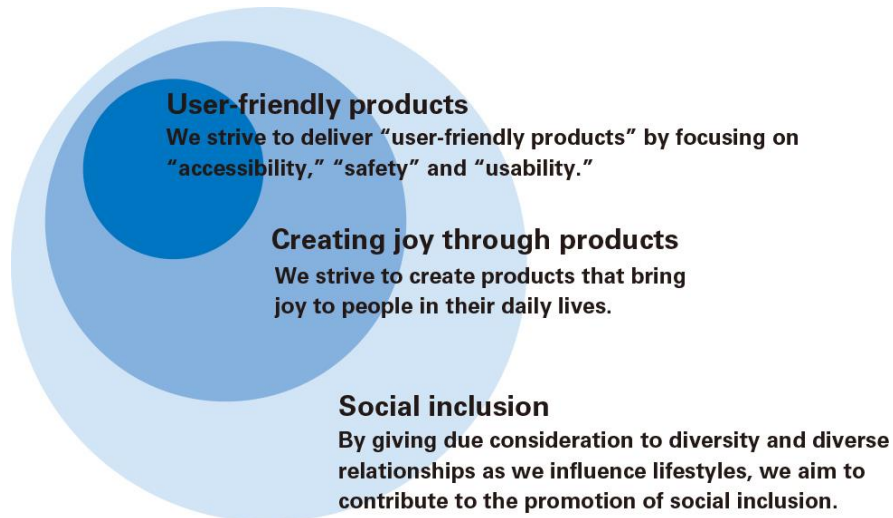 User-friendly products
We strive to deliver “user-friendly products” by focusing on
“accessibility,” “safety” and “usability.”
Creating joy through products
We strive to create products that bring
joy to people in their daily lives.
Social inclusion
By giving due consideration to diversity and diverse
relationships as we influence lifestyles, we aim to
contribute to the promotion of social inclusion.